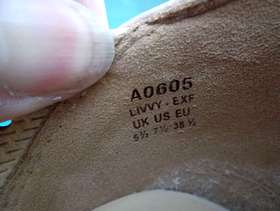 A0605
LIVVY - EXF
UK US EU
5½ 7½ 38½